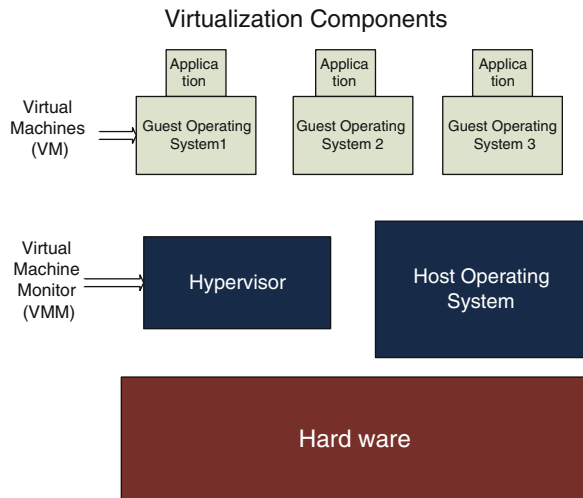 Virtualization Components
Applica
tion
Applica
tion
Applica
tion
Virtual
Machines
(VM)
Guest Operating
System1
Guest Operating
System 2
Guest Operating
System 3
Virtual
Machine
Monitor
(VMM)
Hypervisor
Host Operating
System
Hard ware